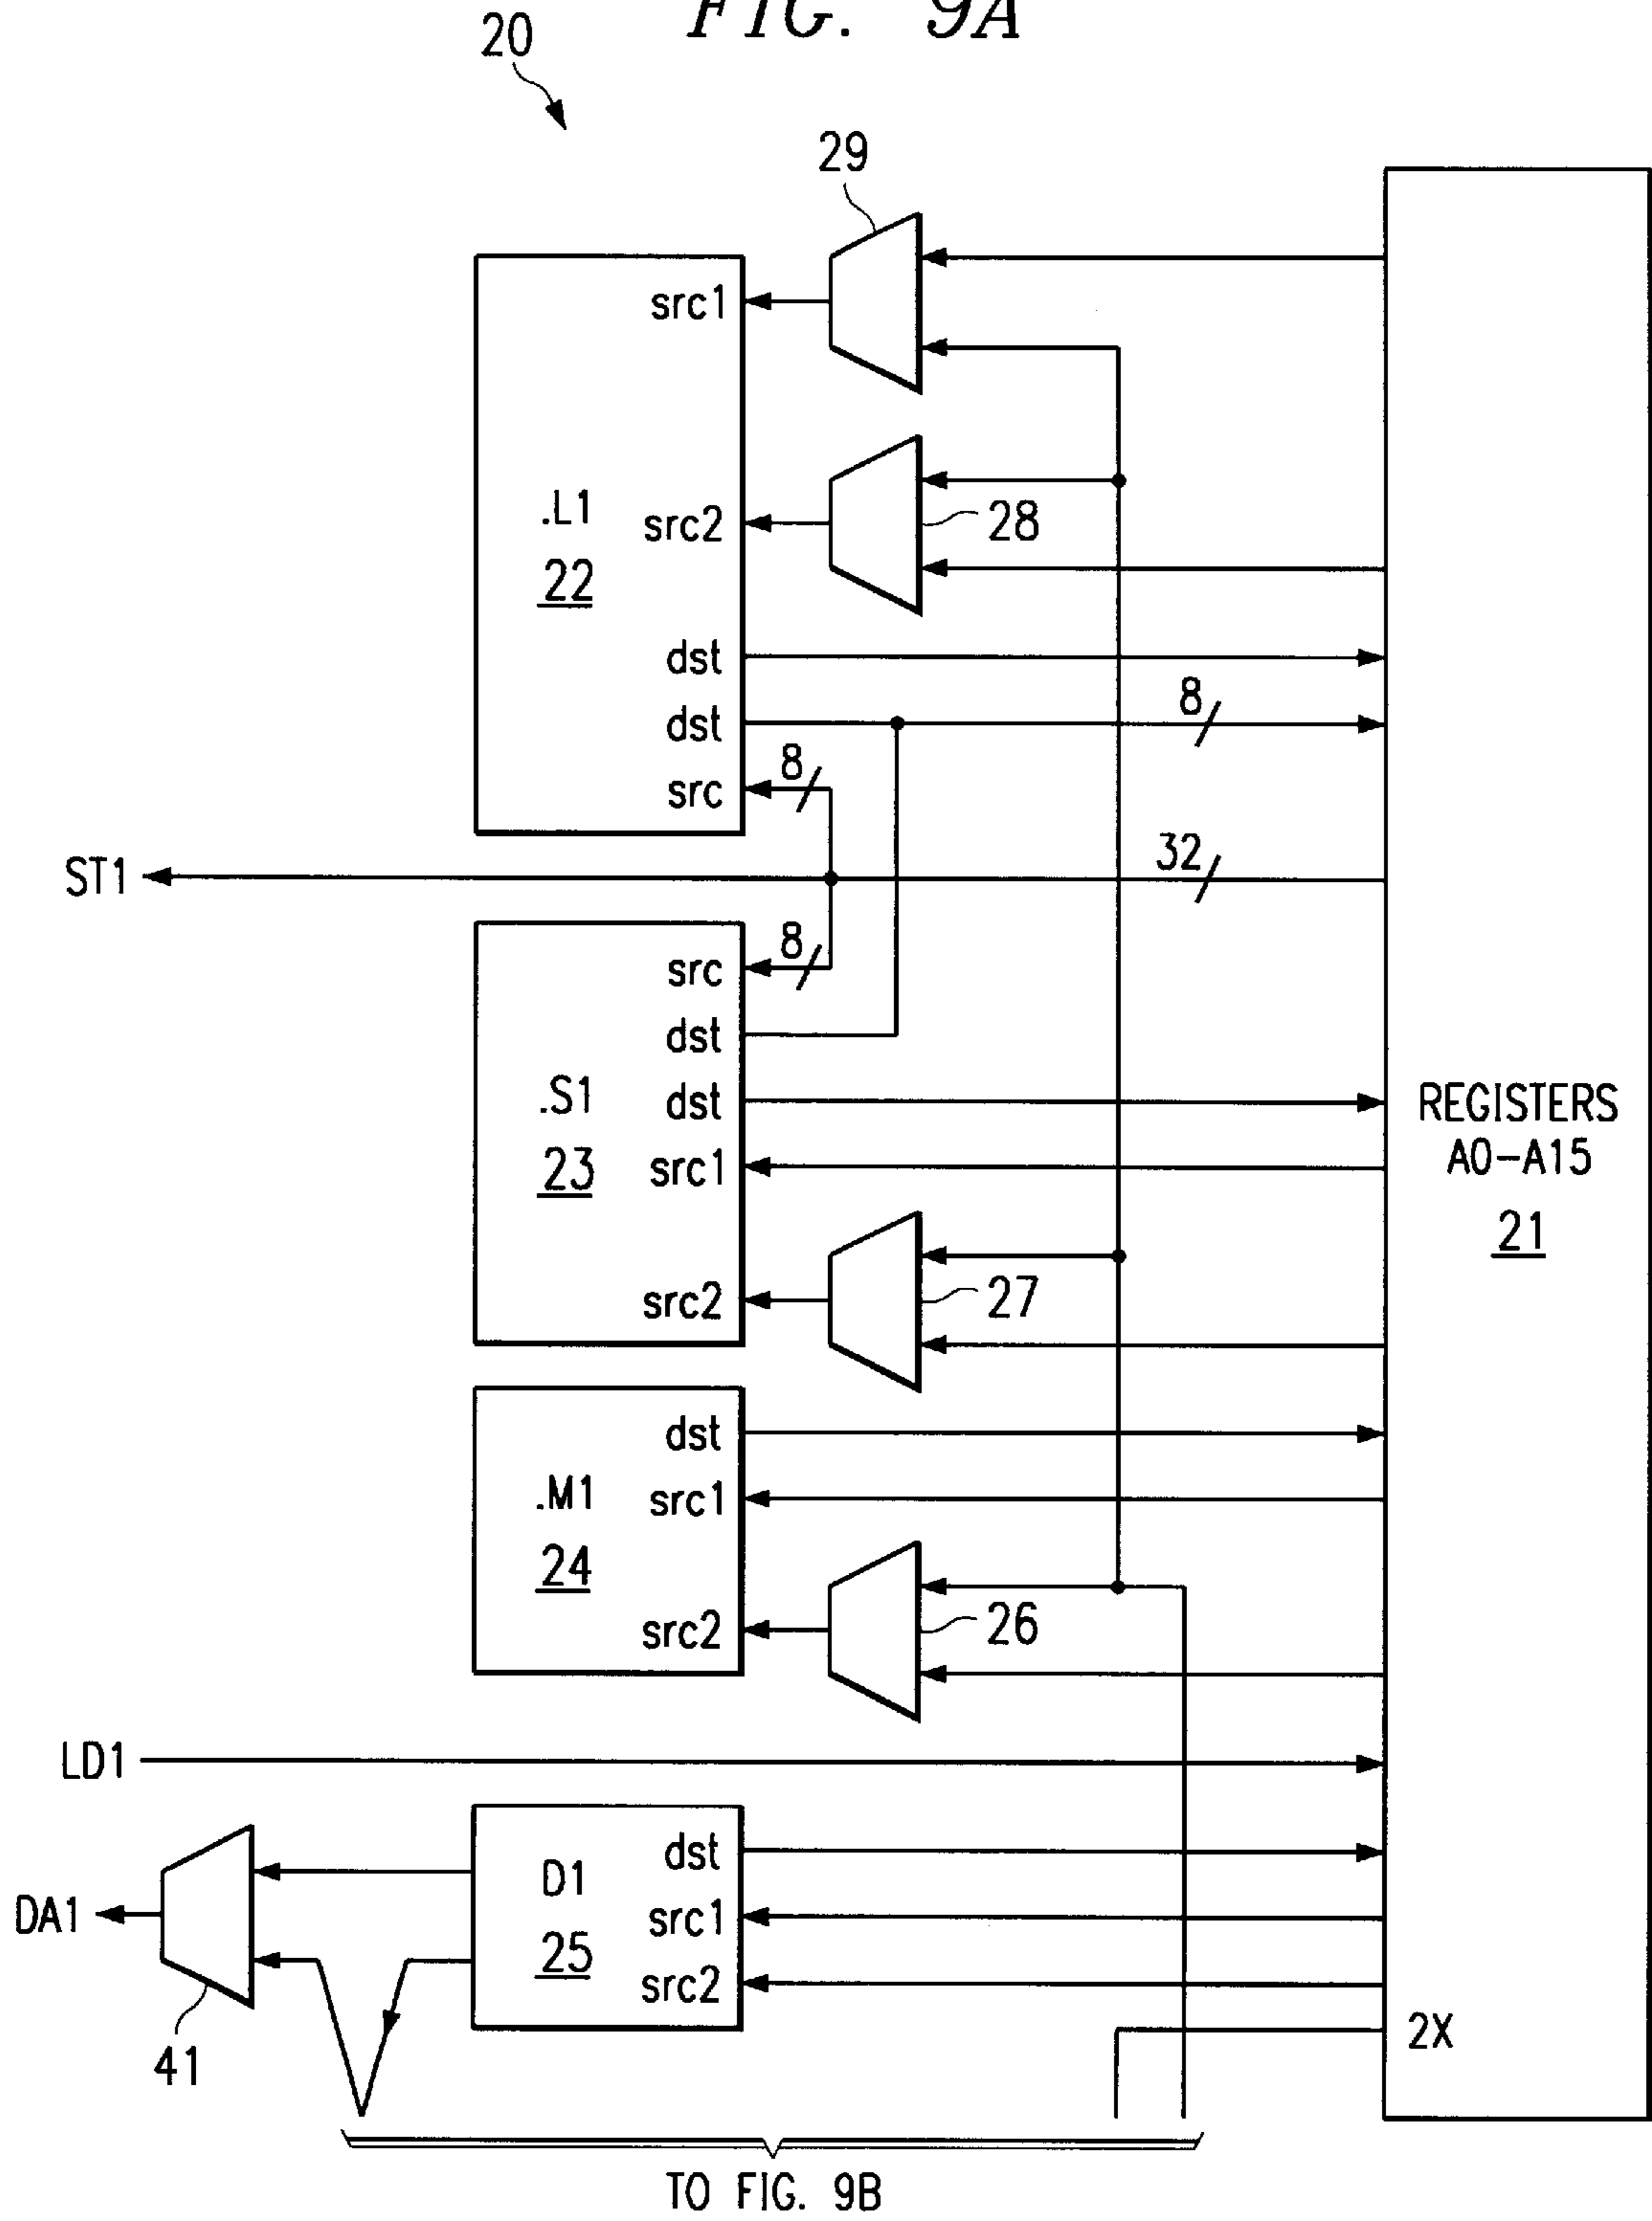 FIG. 9A
20
29
src1
.L1
22
src2
28
dst
dst
8
src
8
ST1
32
src
8
dst
.S1
23
dst
src1
REGISTERS
A0-A15
21
src2
27
dst
.M1
24
src1
src2
26
LD1
dst
D1
25
src1
src2
DA1
41
2X
TO FIG. 9B